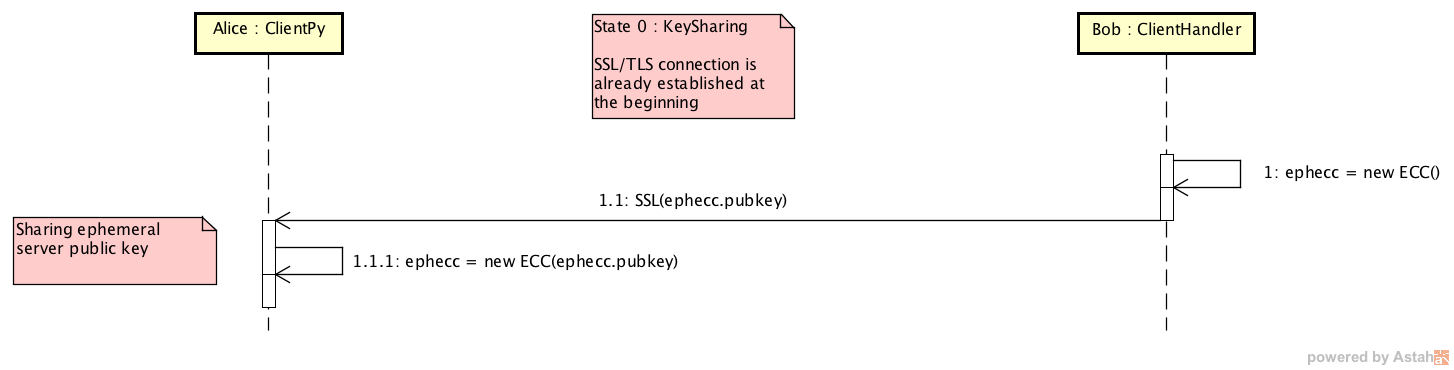 Alice : ClientPy
State 0 : KeySharing
SSL/TLS connection is
already established at
the beginning
Bob : ClientHandler
1: ephecc = new ECC()
1.1: SSL(ephecc.pubkey)
Sharing ephemeral
server public key
1.1.1: ephecc = new ECC(ephecc.pubkey)
powered by Astah